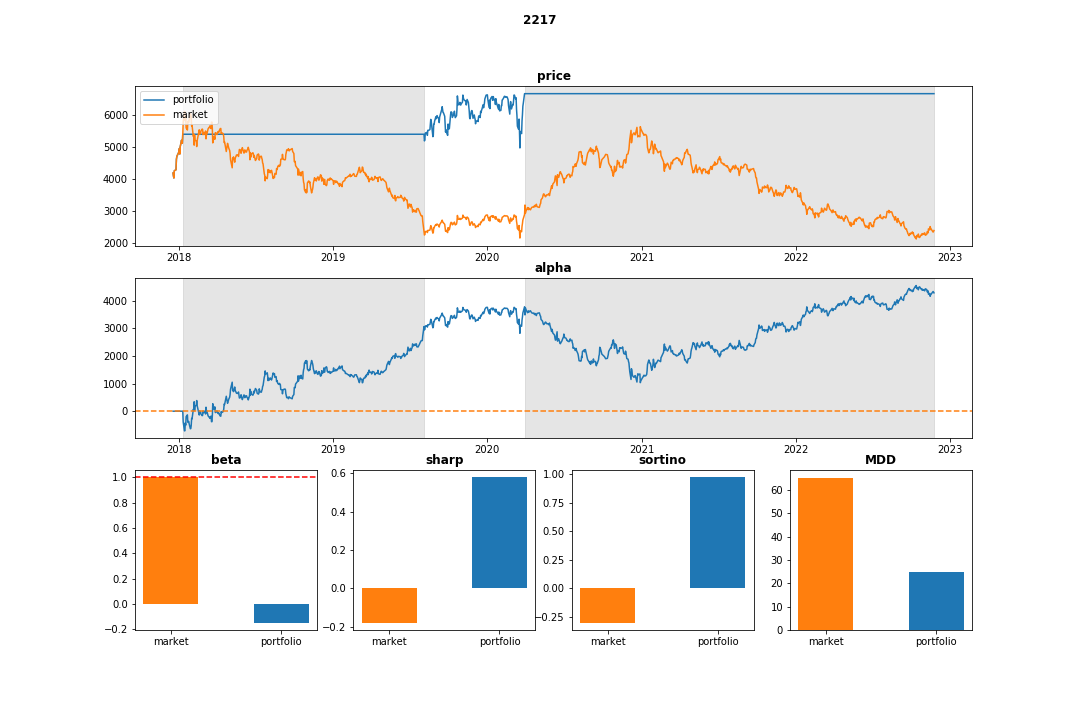 2217
price
portfolio
market
6000
5000
4000
3000
2000
2018 2019 2020 2021 2022 2023
alpha
4000
3000
2000
1000
0
2018 2019 2020 2021 2022 2023
beta
1.0
0.8
0.6
0.4
0.2
0.0
−0.2
market portfolio
sharp
0.6
0.4
0.2
0.0
−0.2
market portfolio
sortino
1.00
0.75
0.50
0.25
0.00
−0.25
market portfolio
MDD
60
50
40
30
20
10
0
market portfolio